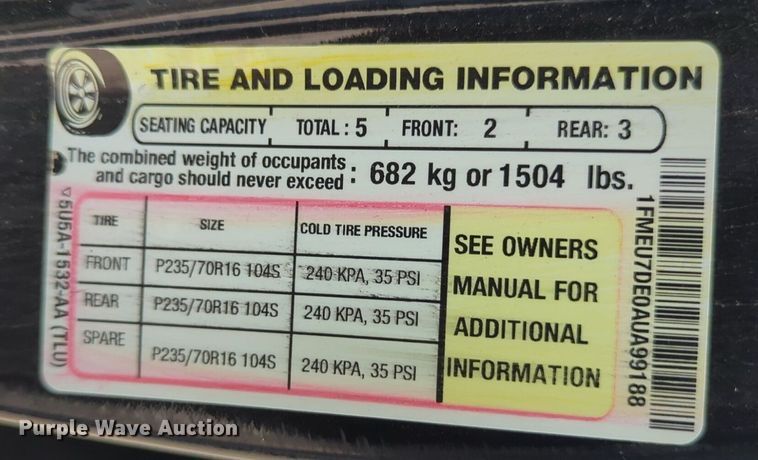 TIRE AND LOADING INFORMATION
SEATING CAPACITY TOTAL : 5 FRONT: 2 REAR: 3
The combined weight of occupants
and cargo should never exceed : 682 kg or 1504 lbs.
TIRE SIZE COLD TIRE PRESSURE
FRONT P235/70R16 104S 240 KPA, 35 PSI
REAR P235/70R16 104S 240 KPA, 35 PSI
SPARE P235/70R16 104S 240 KPA, 35 PSI
SEE OWNERS
MANUAL FOR
ADDITIONAL
INFORMATION
5U5A-1532-AA (TLU)
1FMEU7DE0AUA99188
Purple Wave Auction